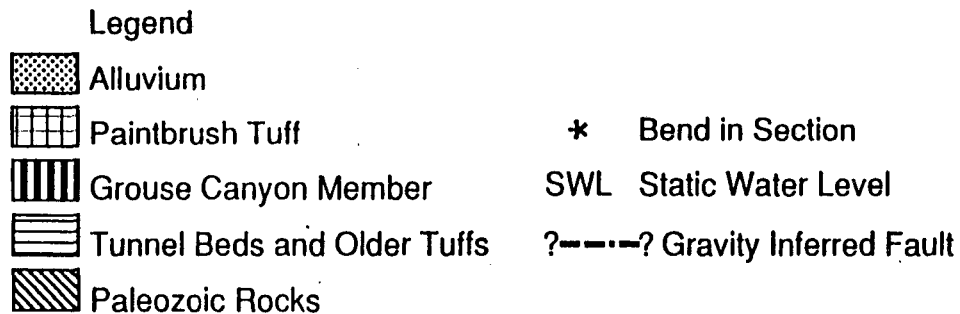 Legend
Alluvium
Paintbrush Tuff
Grouse Canyon Member
Tunnel Beds and Older Tuffs
Paleozoic Rocks
* Bend in Section
SWL Static Water Level
?—–·–? Gravity Inferred Fault